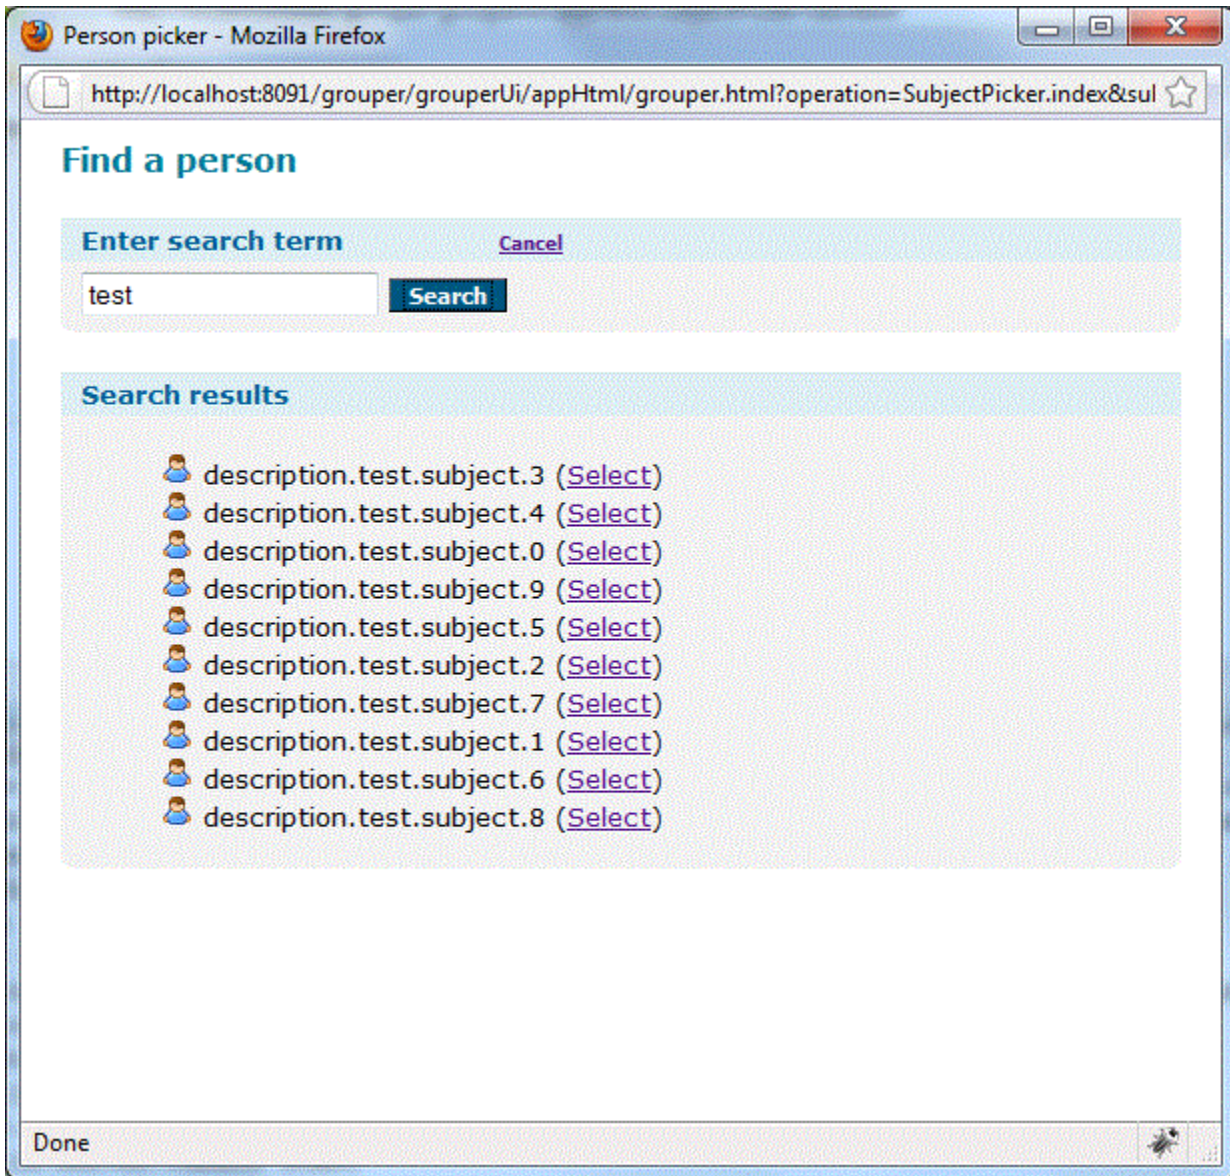 Person picker - Mozilla Firefox
http://localhost:8091/grouper/grouperUi/appHtml/grouper.html?operation=SubjectPicker.index&sul
Find a person
Enter search term Cancel
test Search
Search results
description.test.subject.3 (Select)
description.test.subject.4 (Select)
description.test.subject.0 (Select)
description.test.subject.9 (Select)
description.test.subject.5 (Select)
description.test.subject.2 (Select)
description.test.subject.7 (Select)
description.test.subject.1 (Select)
description.test.subject.6 (Select)
description.test.subject.8 (Select)
Done